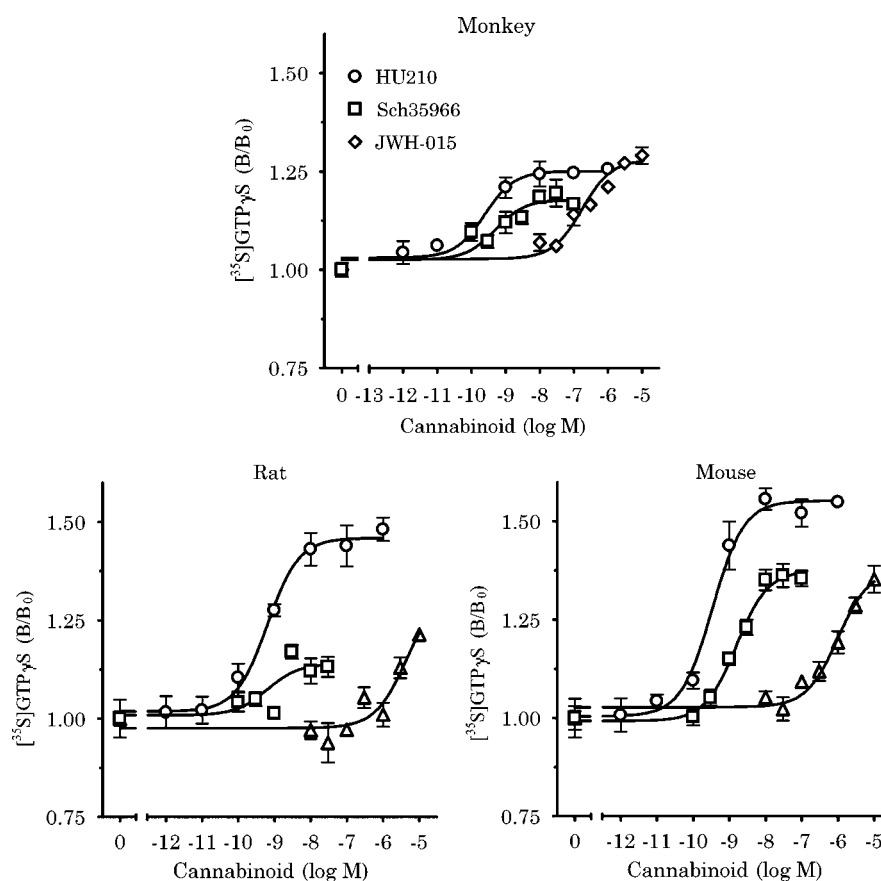 Monkey
1.50
1.25
1.00
0.75
[³⁵S]GTPγS (B/B₀)
HU210
Sch35966
JWH-015
0 -13 -12 -11 -10 -9 -8 -7 -6 -5
Cannabinoid (log M)
Rat
1.50
1.25
1.00
0.75
[³⁵S]GTPγS (B/B₀)
0 -12 -11 -10 -9 -8 -7 -6 -5
Cannabinoid (log M)
Mouse
1.50
1.25
1.00
0.75
[³⁵S]GTPγS (B/B₀)
0 -12 -11 -10 -9 -8 -7 -6 -5
Cannabinoid (log M)